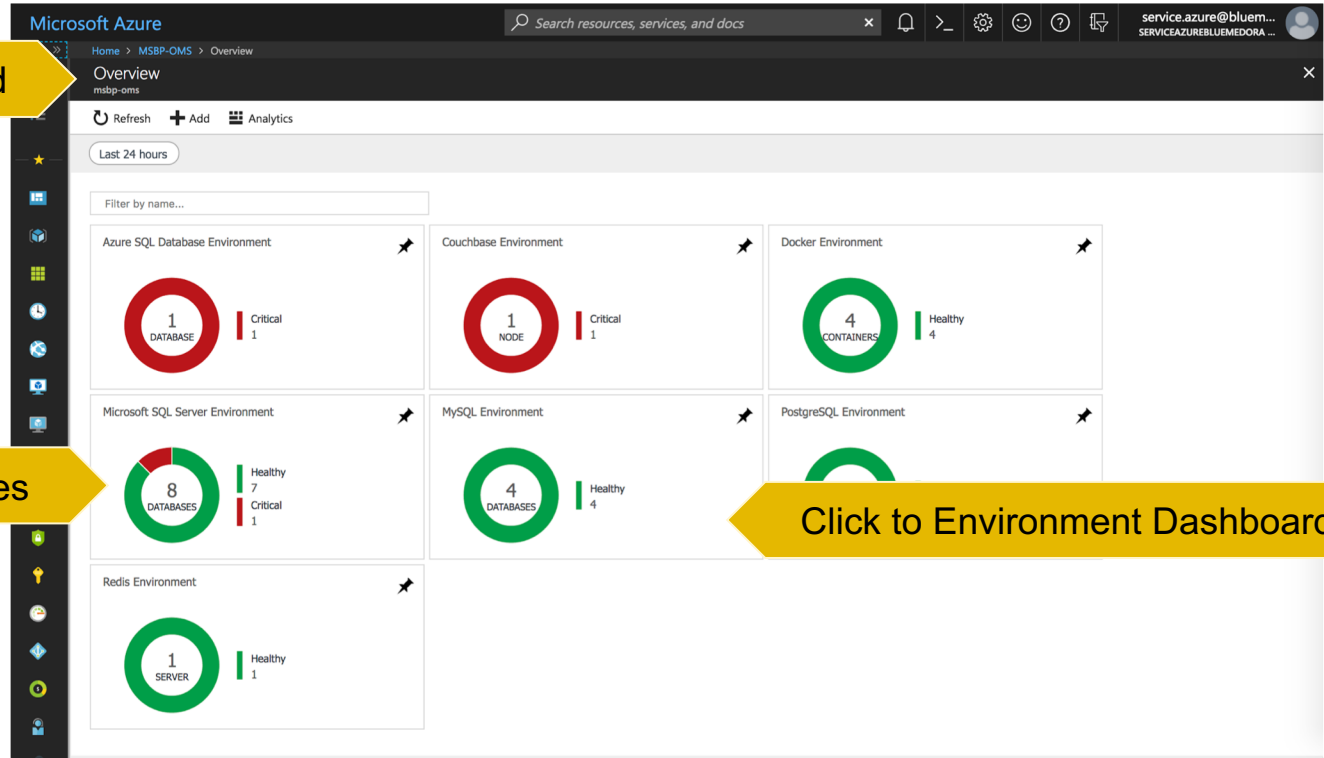 Microsoft Azure
Search resources, services, and docs
service.azure@bluem...
SERVICEAZUREBLUEMEDORA ...
Home > MSBP-OMS > Overview
Overview
msbp-oms
Refresh
Add
Analytics
Last 24 hours
Filter by name...
Azure SQL Database Environment
1
DATABASE
Critical
1
Couchbase Environment
1
NODE
Critical
1
Docker Environment
4
CONTAINERS
Healthy
4
Microsoft SQL Server Environment
8
DATABASES
Healthy
7
Critical
1
MySQL Environment
4
DATABASES
Healthy
4
PostgreSQL Environment
es
Click to Environment Dashboard
Redis Environment
1
SERVER
Healthy
1